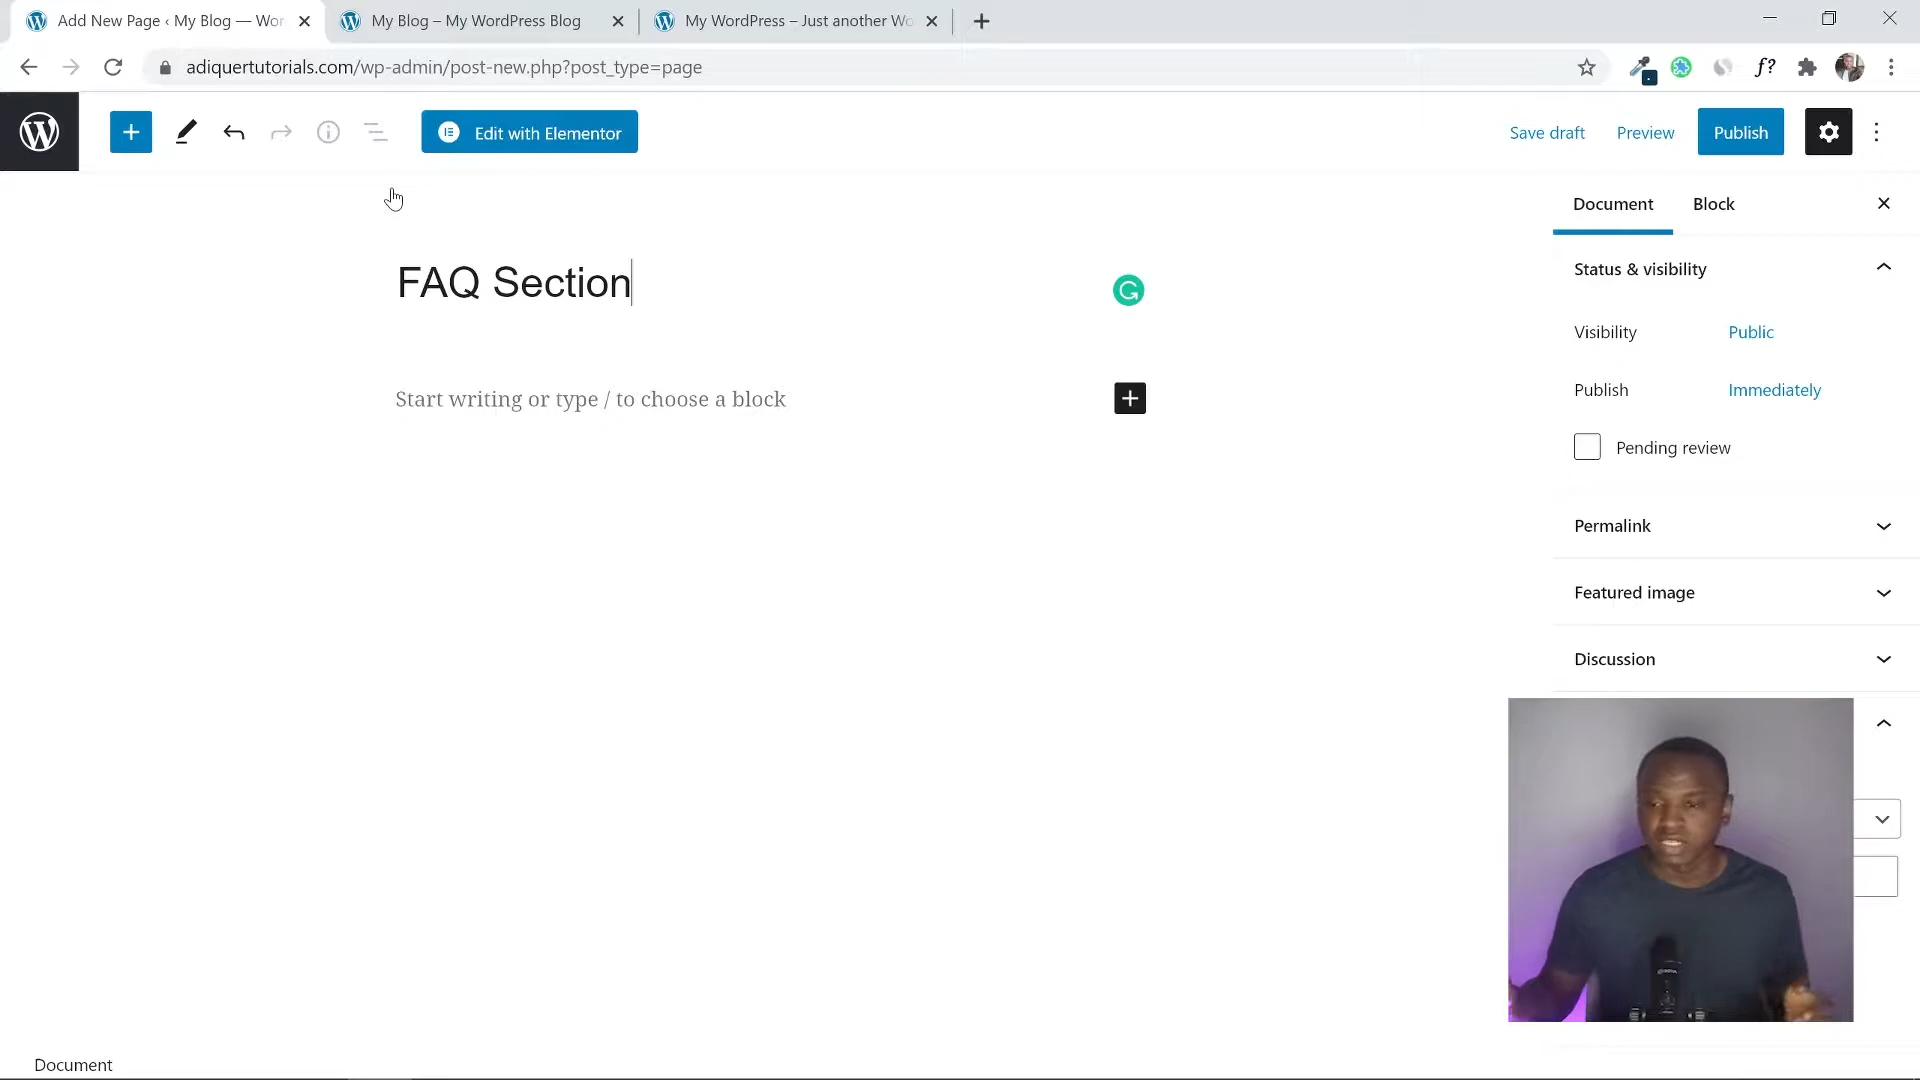 Add New Page ‹ My Blog — Wor
My Blog – My WordPress Blog
My WordPress – Just another Wo
adiquertutorials.com/wp-admin/post-new.php?post_type=page
f?
Edit with Elementor
Save draft
Preview
Publish
Document
Block
FAQ Section
Status & visibility
Visibility
Public
Start writing or type / to choose a block
Publish
Immediately
Pending review
Permalink
Featured image
Discussion
Document